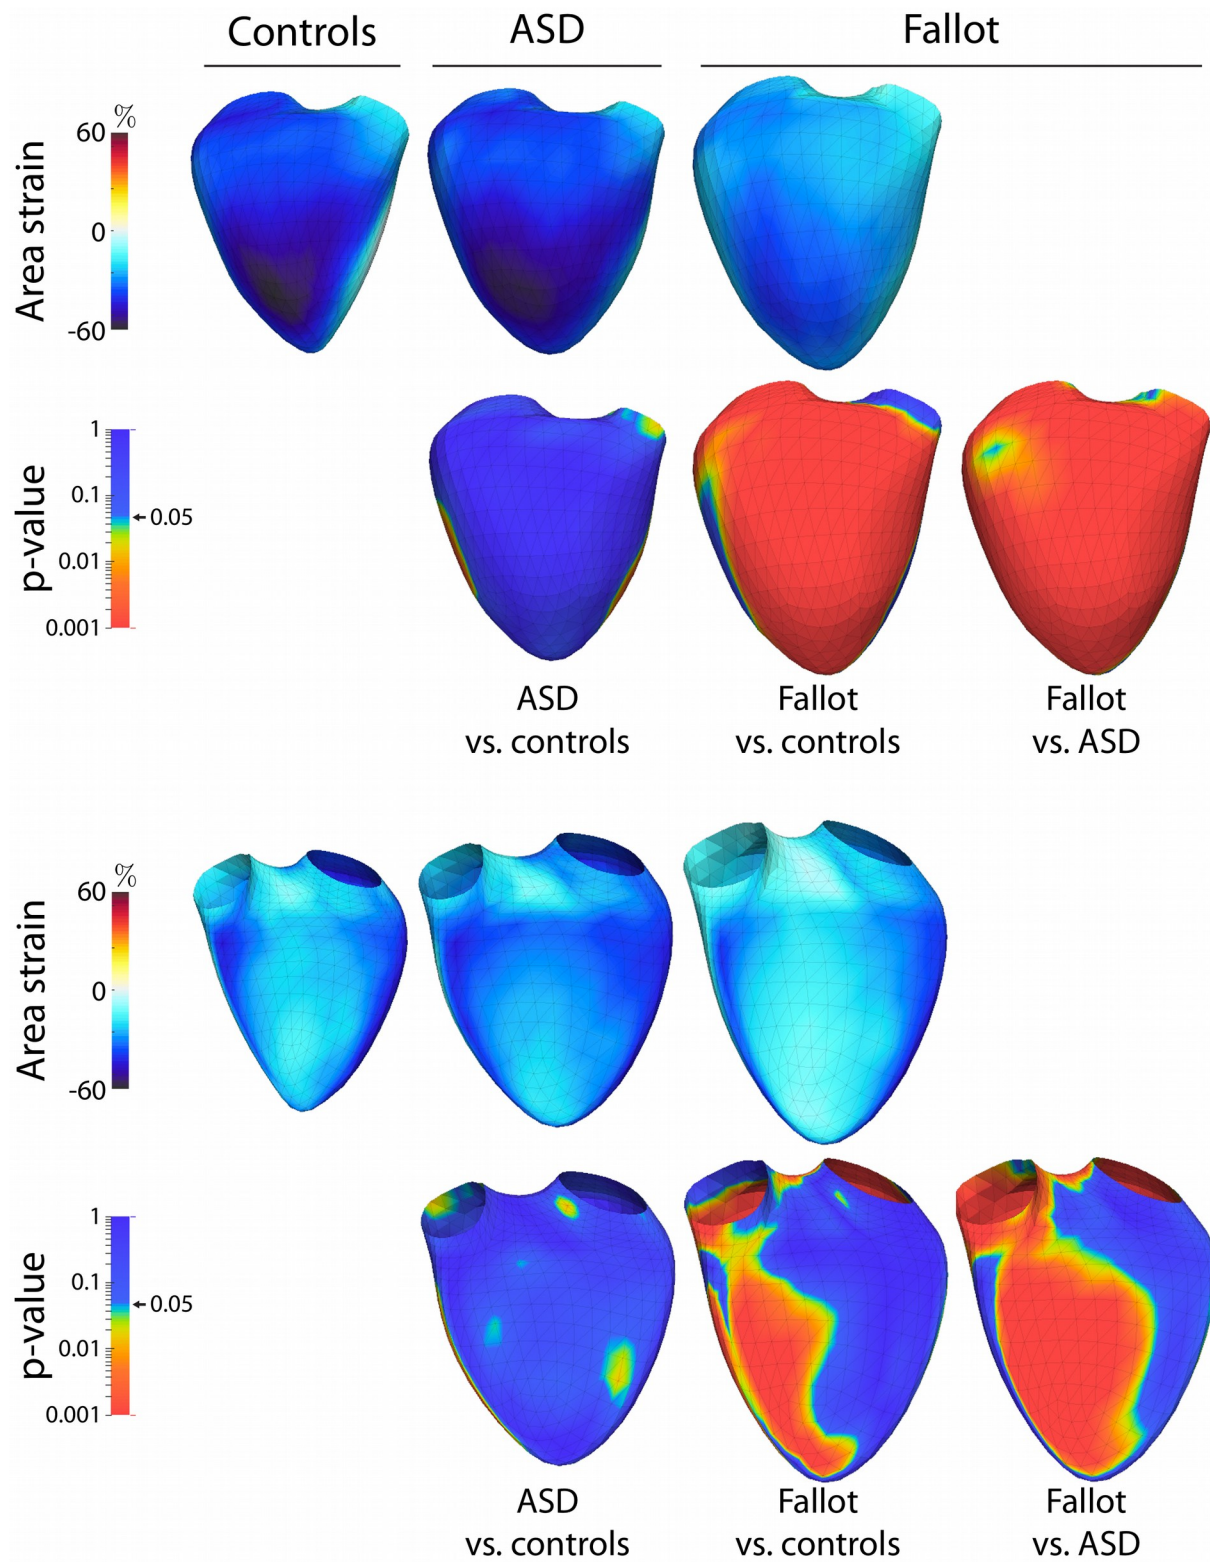 Controls
ASD
Fallot
%
60
0
-60
Area strain
1
0.1
0.05
0.01
0.001
p-value
ASD
vs. controls
Fallot
vs. controls
Fallot
vs. ASD
%
60
0
-60
Area strain
1
0.1
0.05
0.01
0.001
p-value
ASD
vs. controls
Fallot
vs. controls
Fallot
vs. ASD